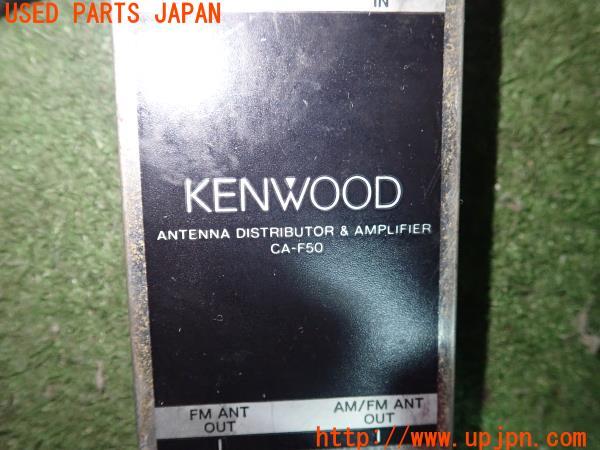 USED PARTS JAPAN
IN
KENWOOD
ANTENNA DISTRIBUTOR & AMPLIFIER
CA-F50
FM ANT
OUT
AM/FM ANT
OUT
http://www.upjpn.com